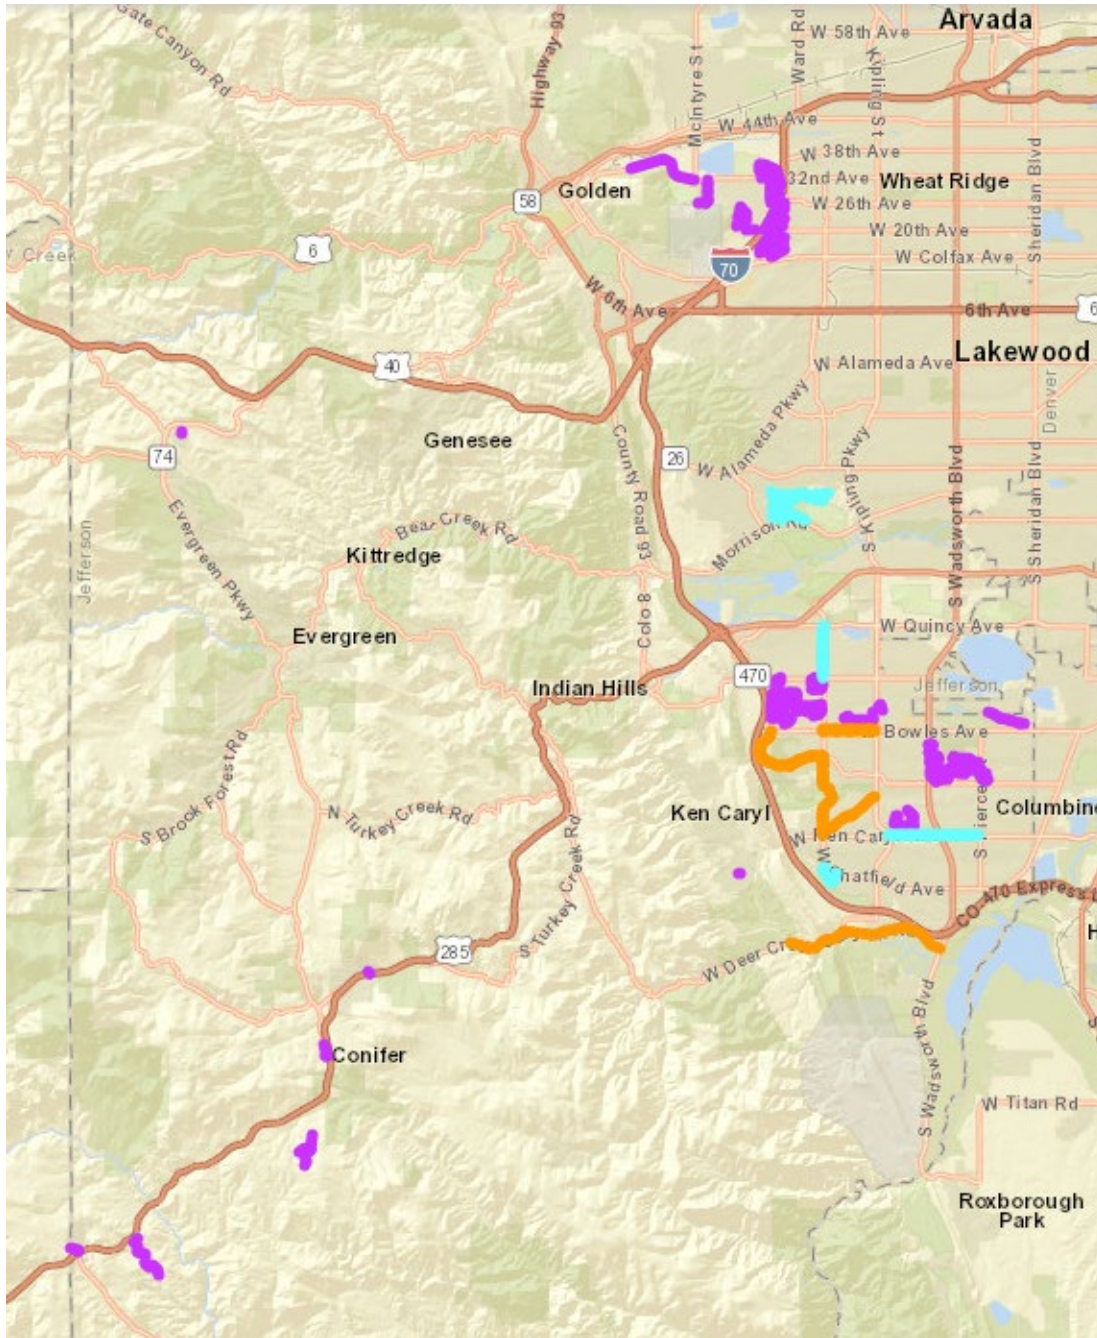 Arvada
W 58th Ave
Ward Rd
Highway 93
Gate Canyon Rd
McIntyre St
Kipling St
W 44th Ave
W 38th Ave
32nd Ave
Wheat Ridge
Golden
58
W 26th Ave
W 20th Ave
Sheridan Blvd
6
Creek
W Colfax Ave
70
W 6th Ave
6th Ave
6
Lakewood
W Alameda Ave
40
Denver
Genesee
74
26
W Alameda Pkwy
County Road 93
S Kipling Pkwy
S Wadsworth Blvd
S Sheridan Blvd
Bear Creek Rd
Morrison Rd
Jefferson
Evergreen Pkwy
Kittredge
Evergreen
Colo 8
W Quincy Ave
470
Indian Hills
Jefferson
Bowles Ave
S Brook Forest Rd
N Turkey Creek Rd
Ken Caryl
Columbine
W Ken Cary
S Pierce
W
Chatfield Ave
CO-470 Express L
S Turkey Creek Rd
285
W Deer Cr
H
S Wadsworth Blvd
Conifer
W Titan Rd
Roxborough
Park